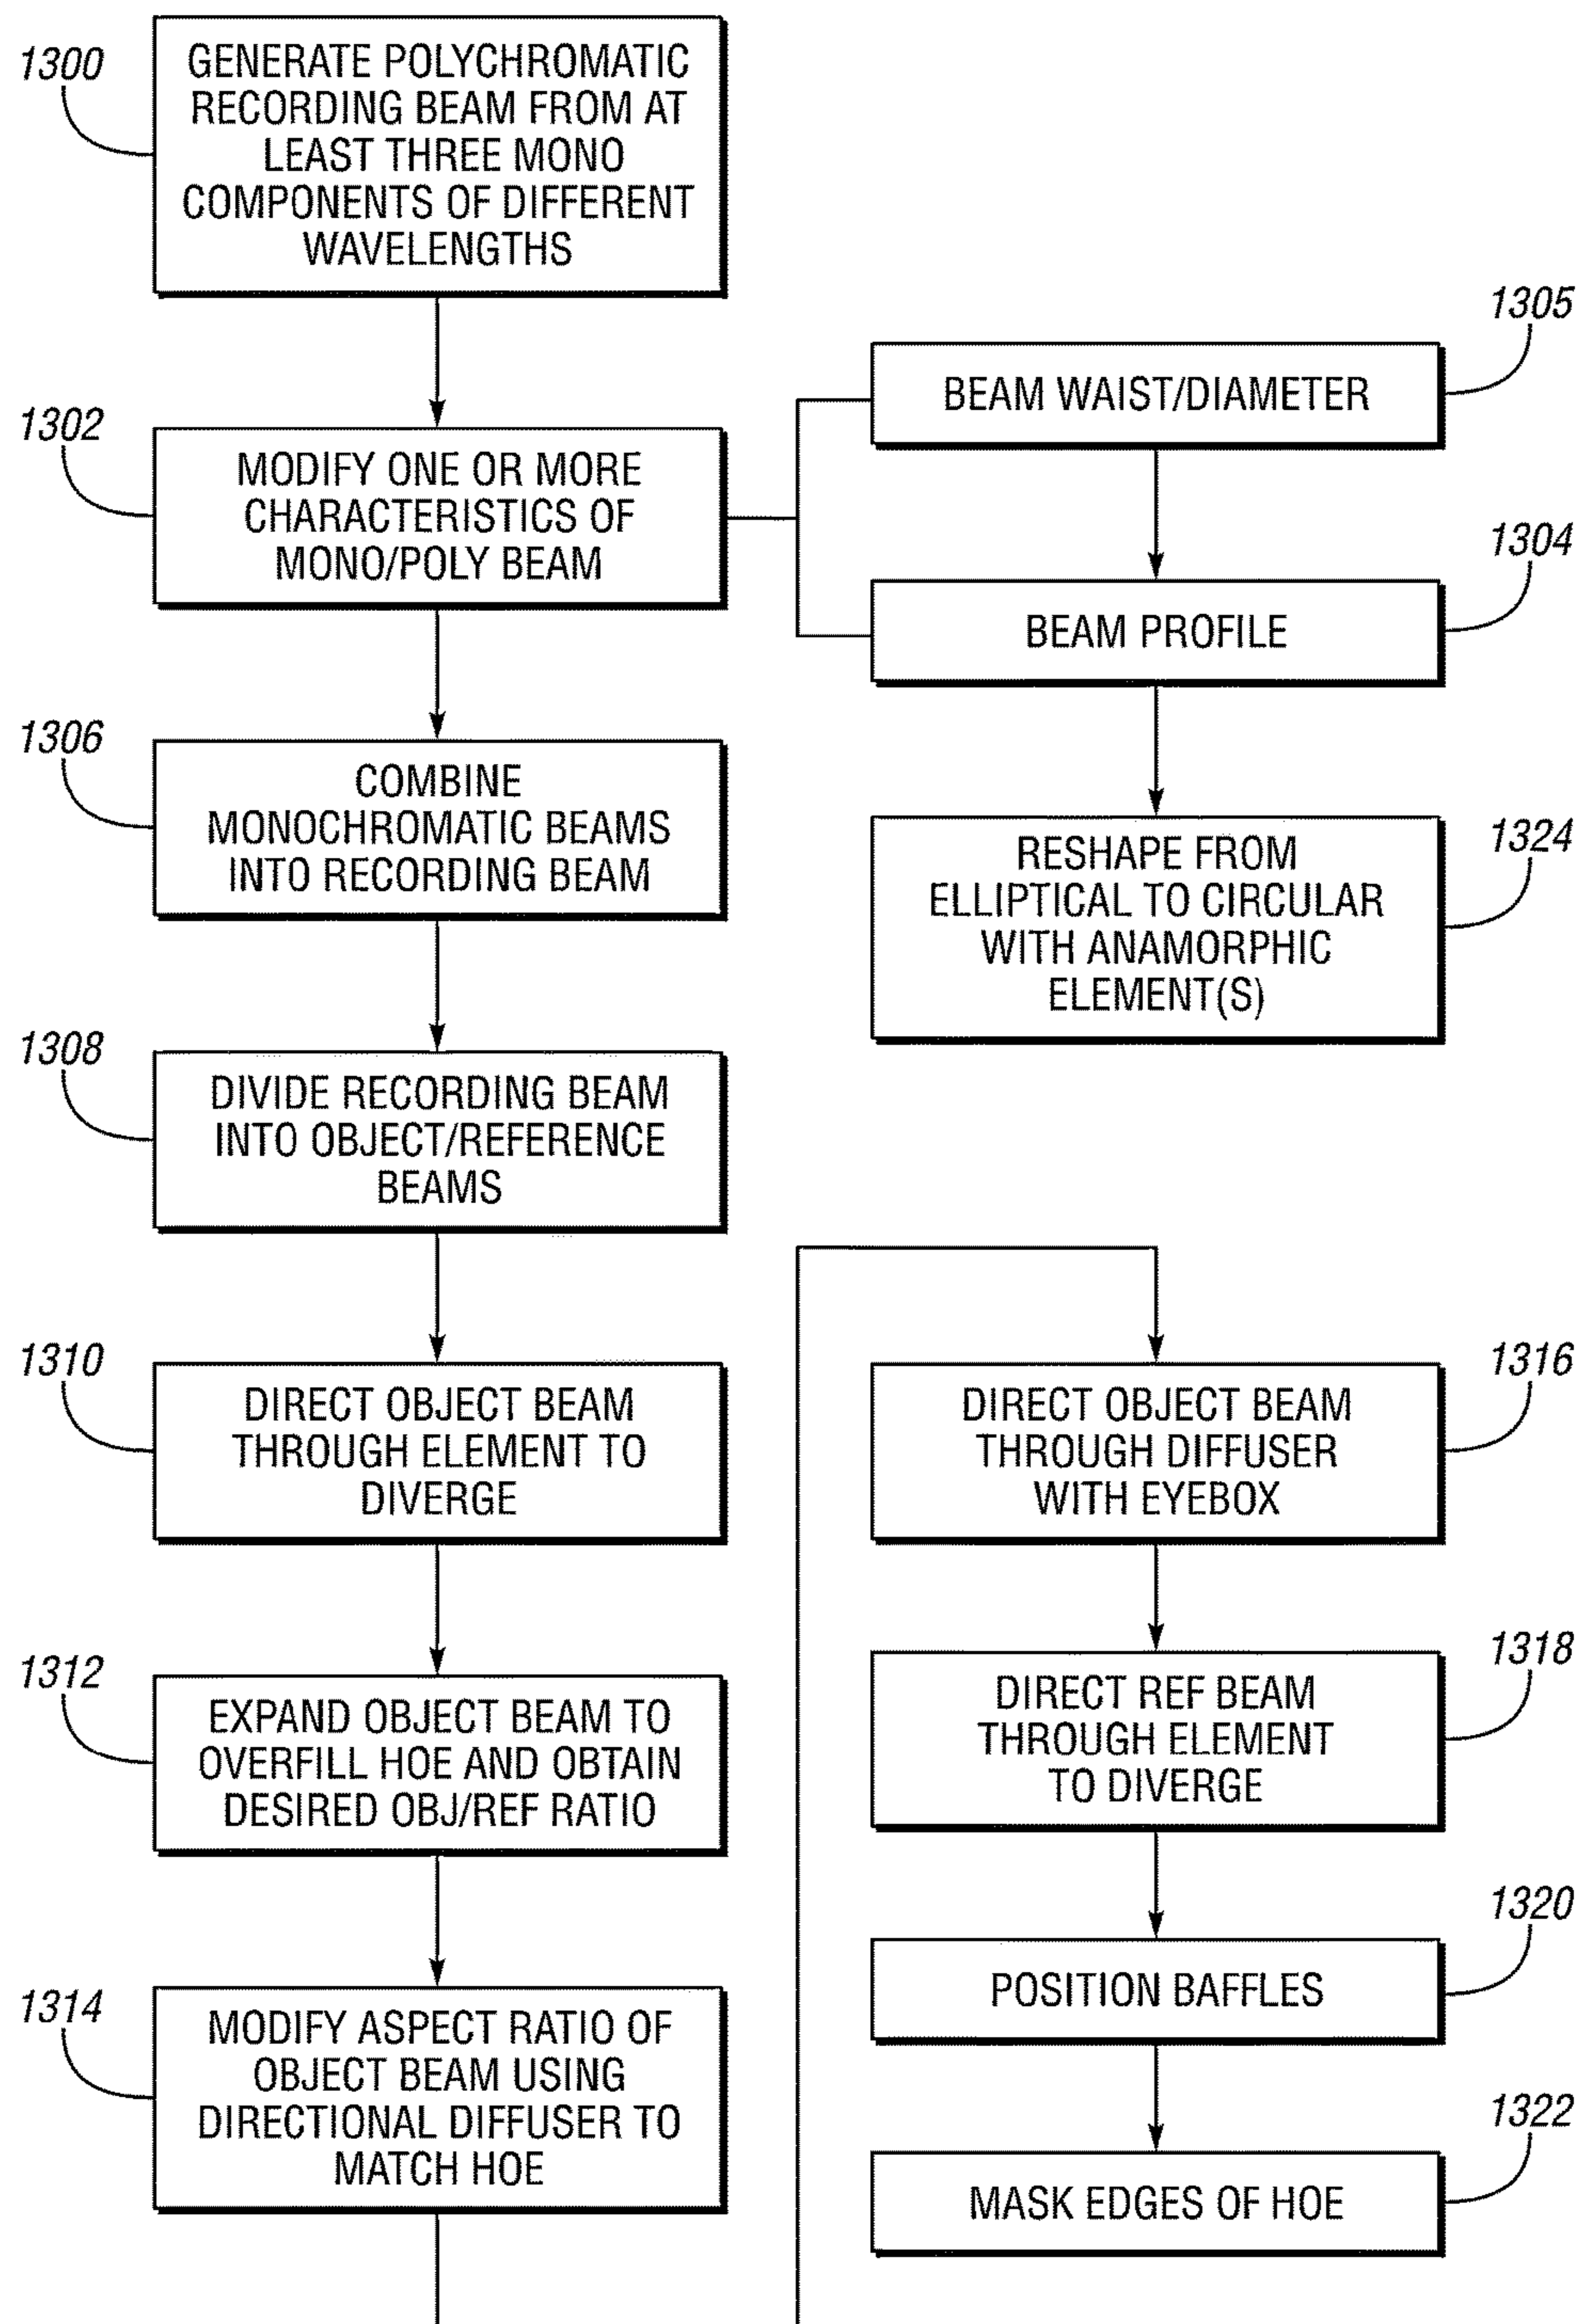 1300
GENERATE POLYCHROMATIC
RECORDING BEAM FROM AT
LEAST THREE MONO
COMPONENTS OF DIFFERENT
WAVELENGTHS
1302
MODIFY ONE OR MORE
CHARACTERISTICS OF
MONO/POLY BEAM
1305
BEAM WAIST/DIAMETER
1304
BEAM PROFILE
1324
RESHAPE FROM
ELLIPTICAL TO CIRCULAR
WITH ANAMORPHIC
ELEMENT(S)
1306
COMBINE
MONOCHROMATIC BEAMS
INTO RECORDING BEAM
1308
DIVIDE RECORDING BEAM
INTO OBJECT/REFERENCE
BEAMS
1310
DIRECT OBJECT BEAM
THROUGH ELEMENT TO
DIVERGE
1312
EXPAND OBJECT BEAM TO
OVERFILL HOE AND OBTAIN
DESIRED OBJ/REF RATIO
1314
MODIFY ASPECT RATIO OF
OBJECT BEAM USING
DIRECTIONAL DIFFUSER TO
MATCH HOE
1316
DIRECT OBJECT BEAM
THROUGH DIFFUSER
WITH EYEBOX
1318
DIRECT REF BEAM
THROUGH ELEMENT
TO DIVERGE
1320
POSITION BAFFLES
1322
MASK EDGES OF HOE